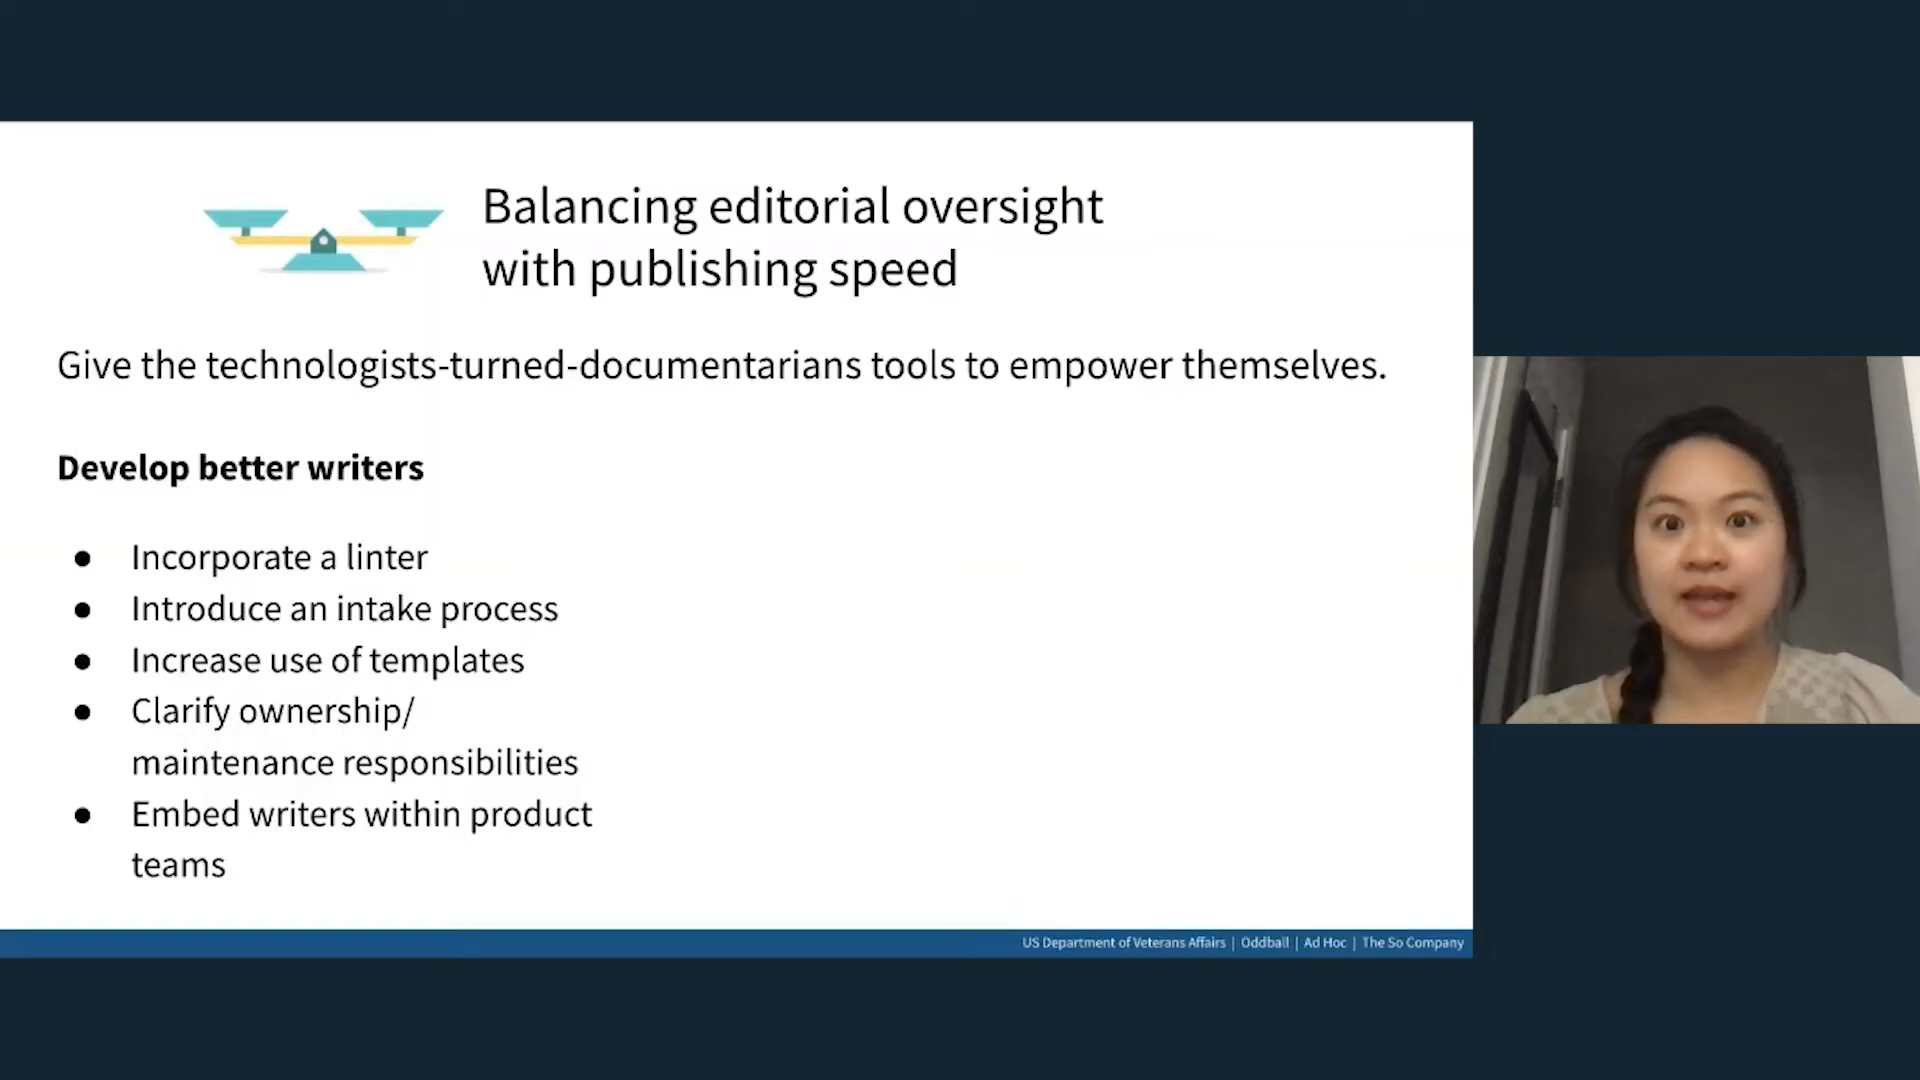 Balancing editorial oversight
with publishing speed
Give the technologists-turned-documentarians tools to empower themselves.
Develop better writers
● Incorporate a linter
● Introduce an intake process
● Increase use of templates
● Clarify ownership/
maintenance responsibilities
● Embed writers within product
teams
US Department of Veterans Affairs | Oddball | Ad Hoc | The So Company